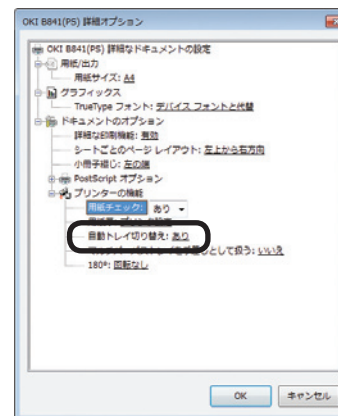 OKI B841(PS) 詳細オプション
OKI B841(PS) 詳細なドキュメントの設定
用紙/出力
用紙サイズ: A4
グラフィックス
TrueType フォント: デバイス フォントと代替
ドキュメントのオプション
詳細な印刷機能: 有効
シートごとのページ レイアウト: 左上から右方向
小冊子綴じ: 左の端
PostScript オプション
プリンターの機能
用紙チェック: あり
自動トレイ切り替え: あり
として扱う: いいえ
180°: 回転なし
OK
キャンセル